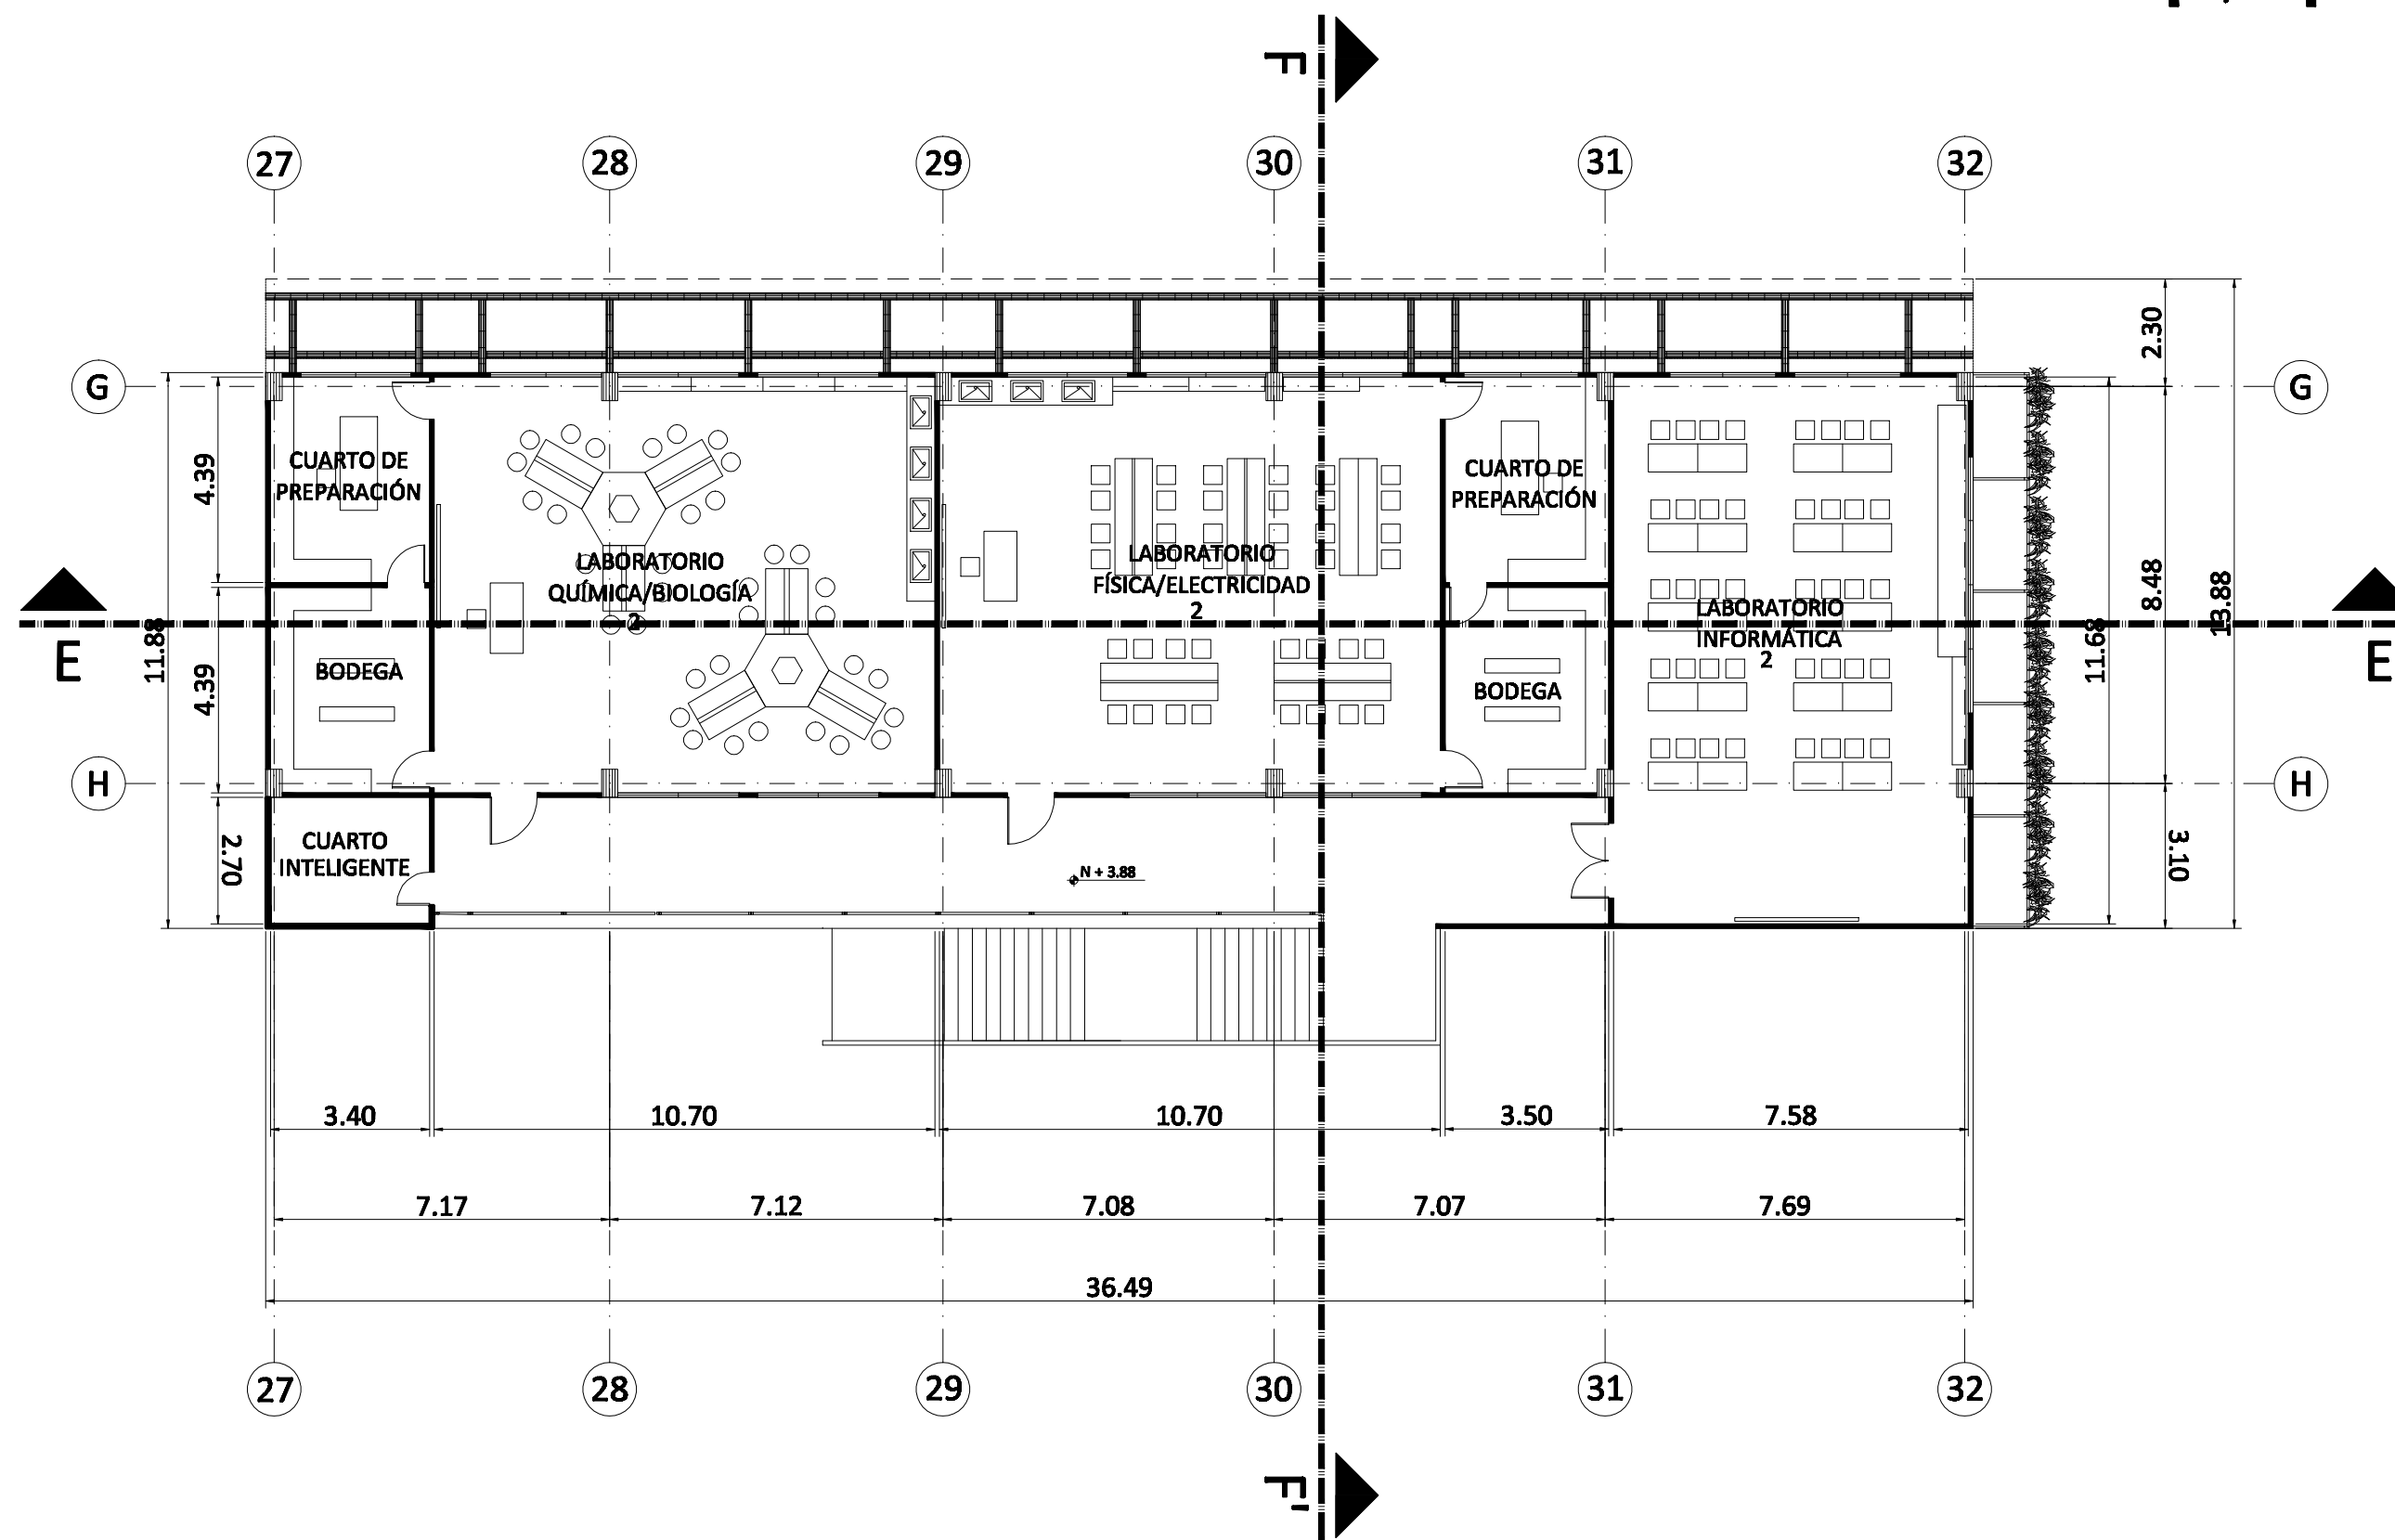 F
27
28
29
30
31
32
G
G
2.30
4.39
CUARTO DE
PREPARACIÓN
CUARTO DE
PREPARACIÓN
LABORATORIO
QUÍMICA/BIOLOGÍA
2
LABORATORIO
FÍSICA/ELECTRICIDAD
2
LABORATORIO
INFORMÁTICA
2
8.48
13.88
11.68
11.88
E
E
4.39
BODEGA
BODEGA
H
H
2.70
CUARTO
INTELIGENTE
N + 3.88
3.10
3.40
10.70
10.70
3.50
7.58
7.17
7.12
7.08
7.07
7.69
36.49
27
28
29
30
31
32
F'